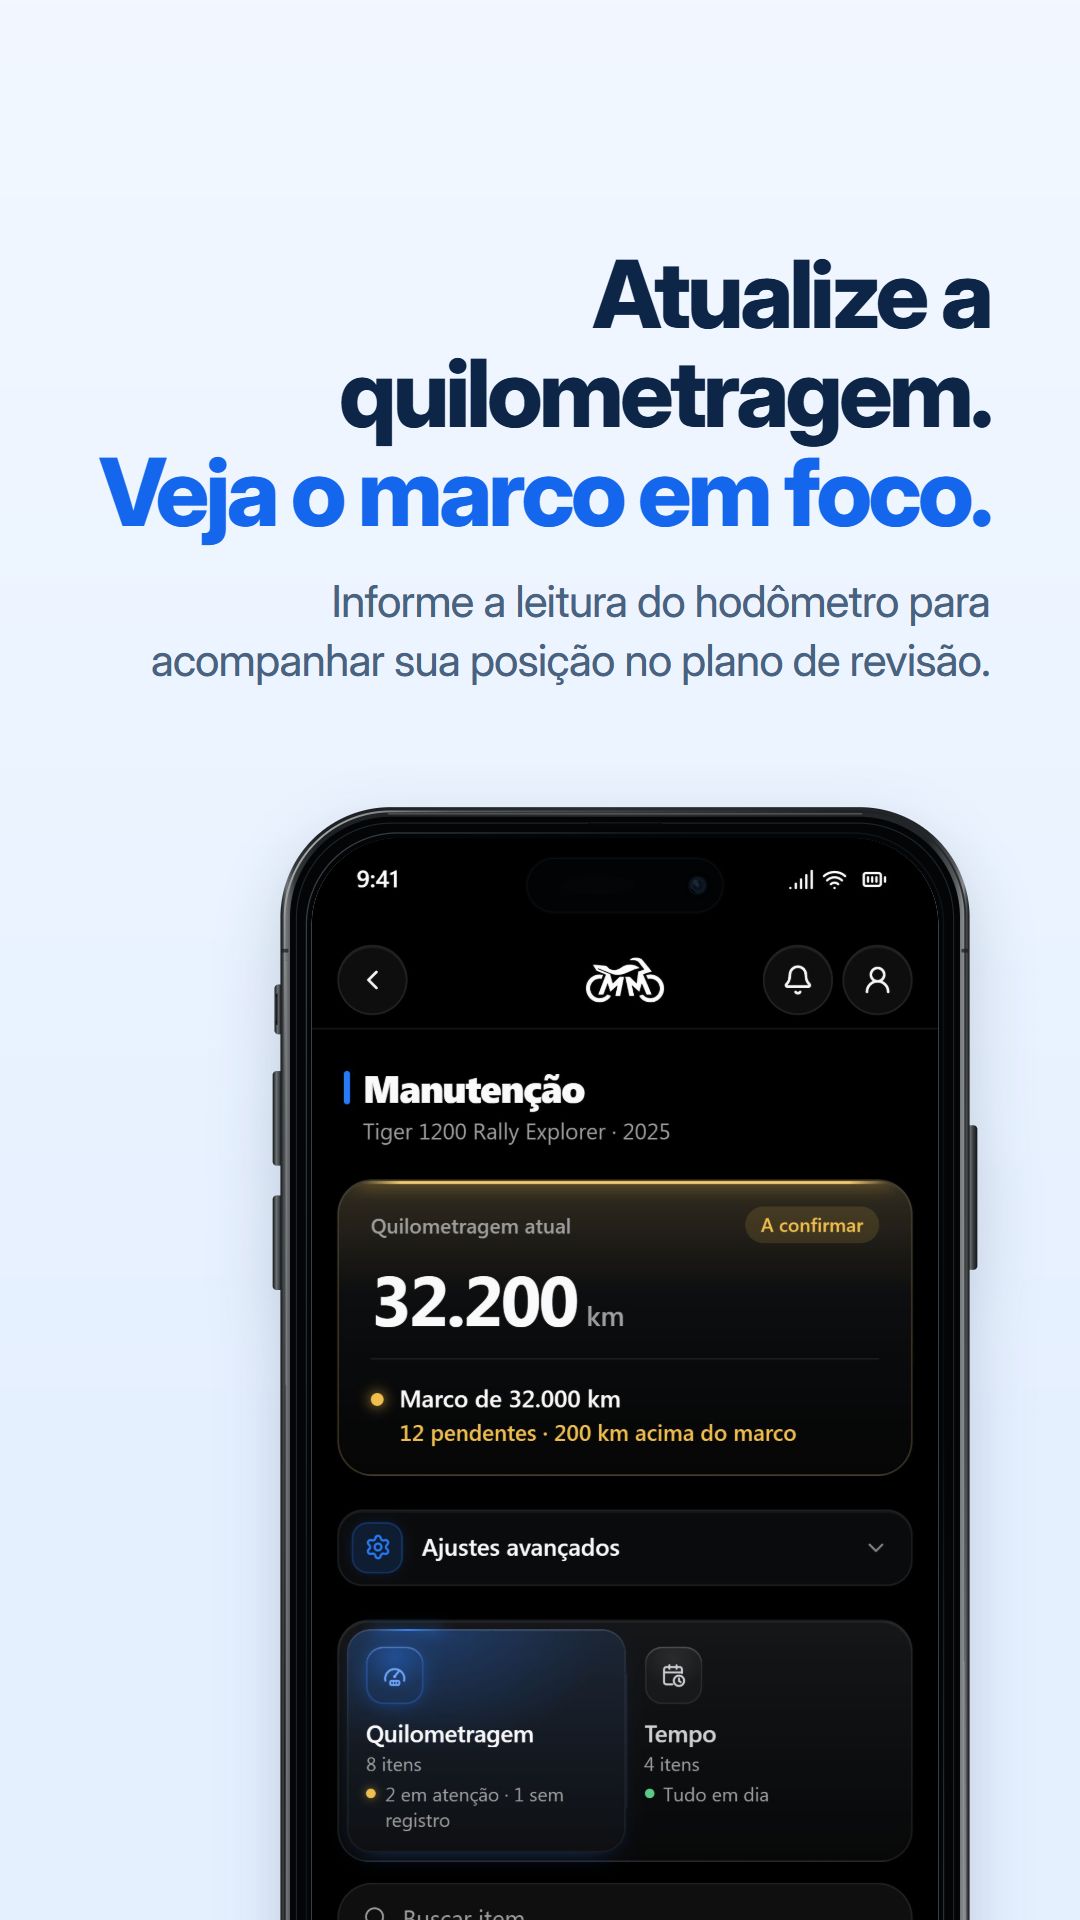 Atualize a
quilometragem.
Veja o marco em foco.
Informe a leitura do hodômetro para
acompanhar sua posição no plano de revisão.
9:41
MM
Manutenção
Tiger 1200 Rally Explorer · 2025
Quilometragem atual
A confirmar
32.200 km
Marco de 32.000 km
12 pendentes · 200 km acima do marco
Ajustes avançados
Quilometragem
8 itens
2 em atenção · 1 sem
registro
Tempo
4 itens
Tudo em dia
Buscar item